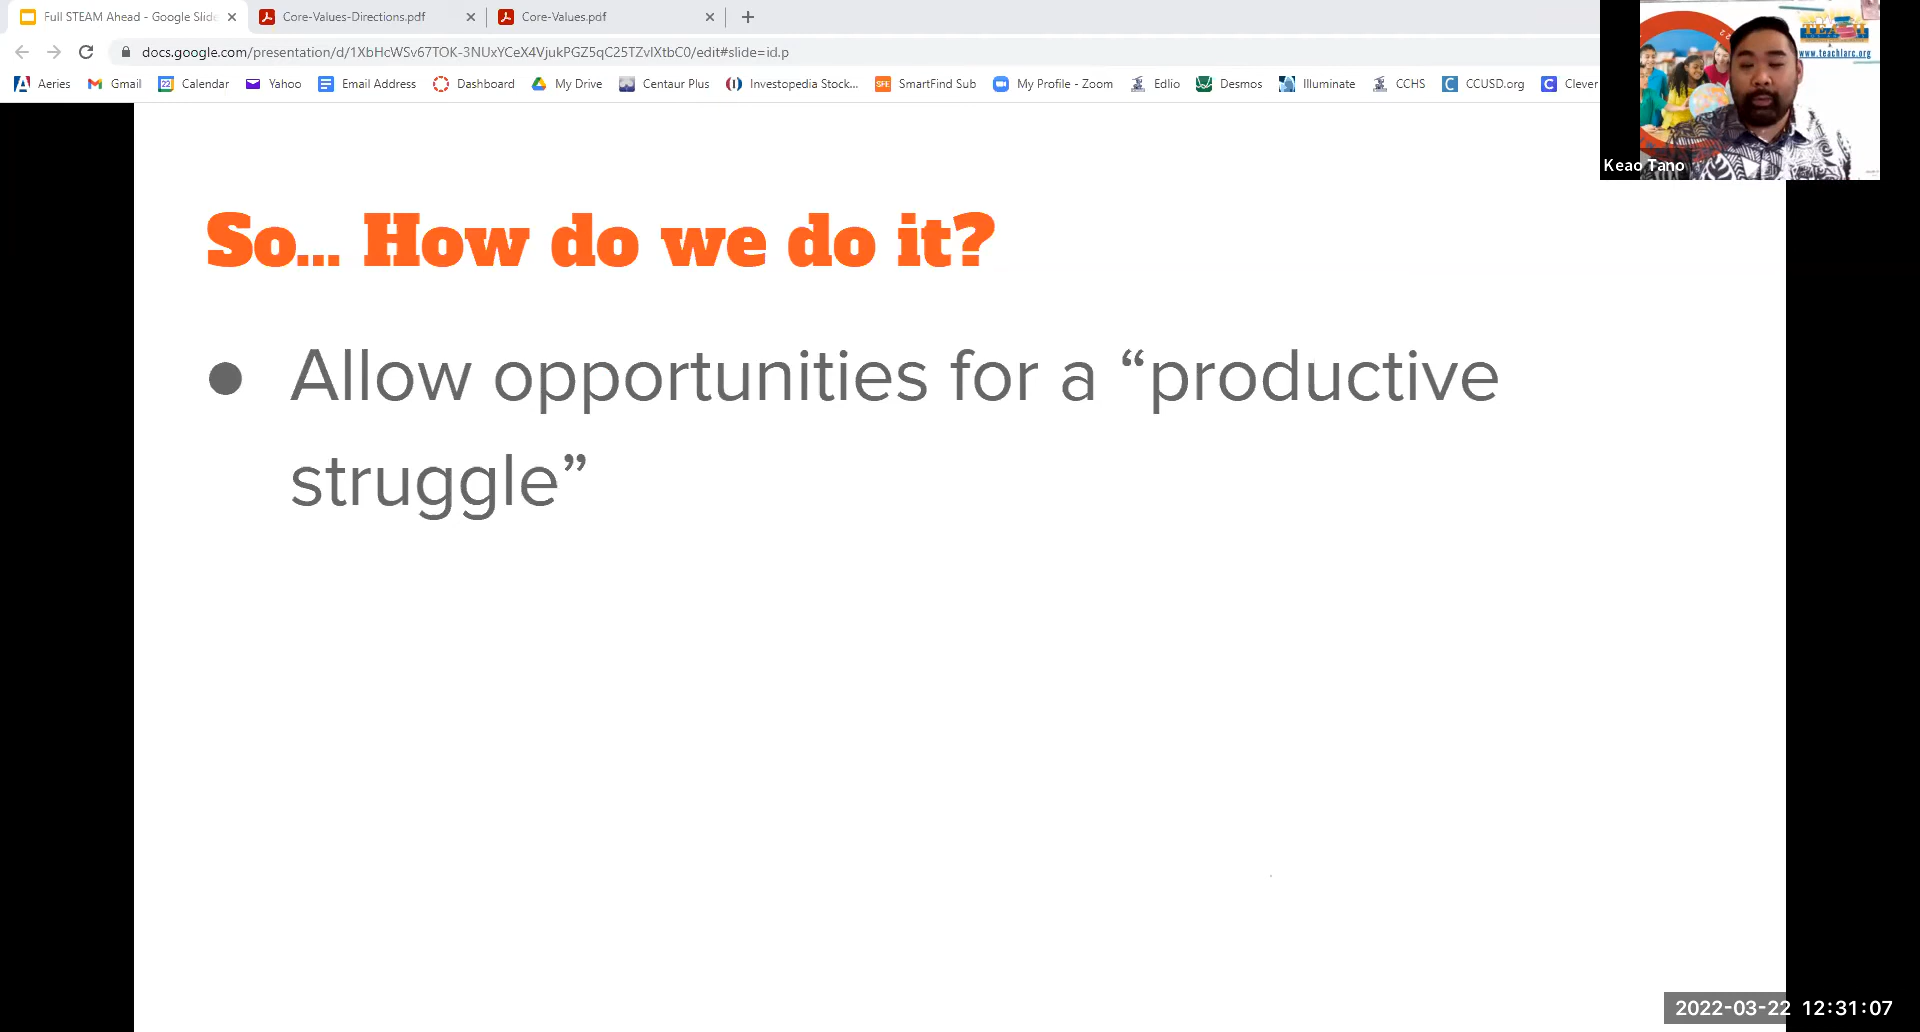 Full STEAM Ahead - Google Slide
Core-Values-Directions.pdf
Core-Values.pdf
docs.google.com/presentation/d/1XbHcWSv67TOK-3NUxYCeX4VjukPGZ5qC25TZvlXtbC0/edit#slide=id.p
Aeries Gmail 22 Calendar Yahoo Email Address Dashboard My Drive Centaur Plus Investopedia Stock... SFE SmartFind Sub My Profile - Zoom Edlio Desmos Illuminate CCHS C CCUSD.org C Clever
TEACH
www.teachlarc.org
Keao Tano
So... How do we do it?
● Allow opportunities for a “productive
struggle”
2022-03-22 12:31:07